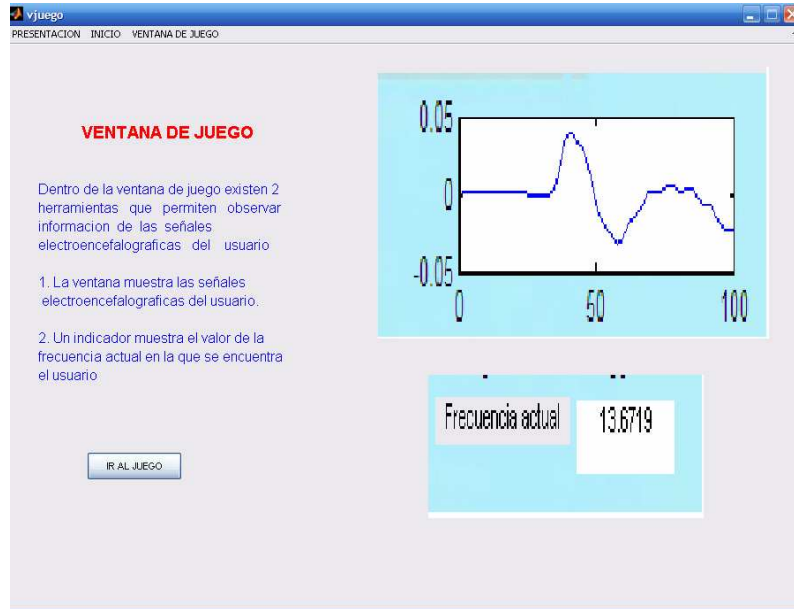 vjuego
PRESENTACION INICIO VENTANA DE JUEGO
VENTANA DE JUEGO
Dentro de la ventana de juego existen 2
herramientas que permiten observar
informacion de las señales
electroencefalograficas del usuario
1. La ventana muestra las señales
electroencefalograficas del usuario.
2. Un indicador muestra el valor de la
frecuencia actual en la que se encuentra
el usuario
IR AL JUEGO
0.05
0
-0.05
0 50 100
Frecuencia actual 13.6719